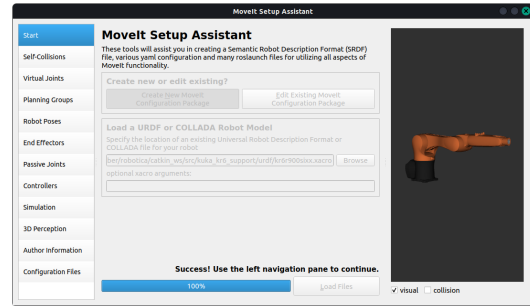 MoveIt Setup Assistant
Start
Self-Collisions
Virtual Joints
Planning Groups
Robot Poses
End Effectors
Passive Joints
Controllers
Simulation
3D Perception
Author Information
Configuration Files
MoveIt Setup Assistant
These tools will assist you in creating a Semantic Robot Description Format (SRDF)
file, various yaml configuration and many roslaunch files for utilizing all aspects of
MoveIt functionality.
Create new or edit existing?
Create New MoveIt
Configuration Package
Edit Existing MoveIt
Configuration Package
Load a URDF or COLLADA Robot Model
Specify the location of an existing Universal Robot Description Format or
COLLADA file for your robot
ber/robotica/catkin_ws/src/kuka_kr6_support/urdf/kr6r900sixx.xacro
Browse
optional xacro arguments:
Success! Use the left navigation pane to continue.
100%
Load Files
visual
collision